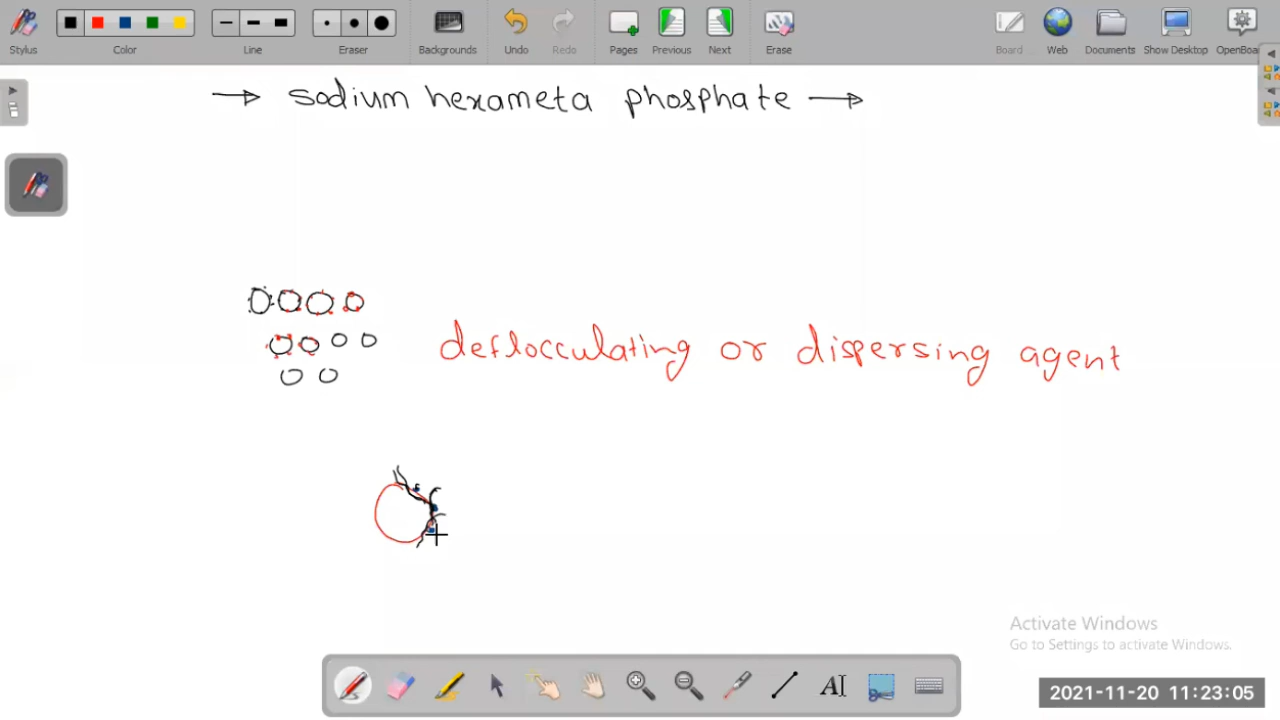 Stylus Color Line Eraser Backgrounds Undo Redo Pages Previous Next Erase Board Web Documents Show Desktop OpenBoa
→ sodium hexameta phosphate →
deflocculating or dispersing agent
Activate Windows
Go to Settings to activate Windows.
2021-11-20 11:23:05